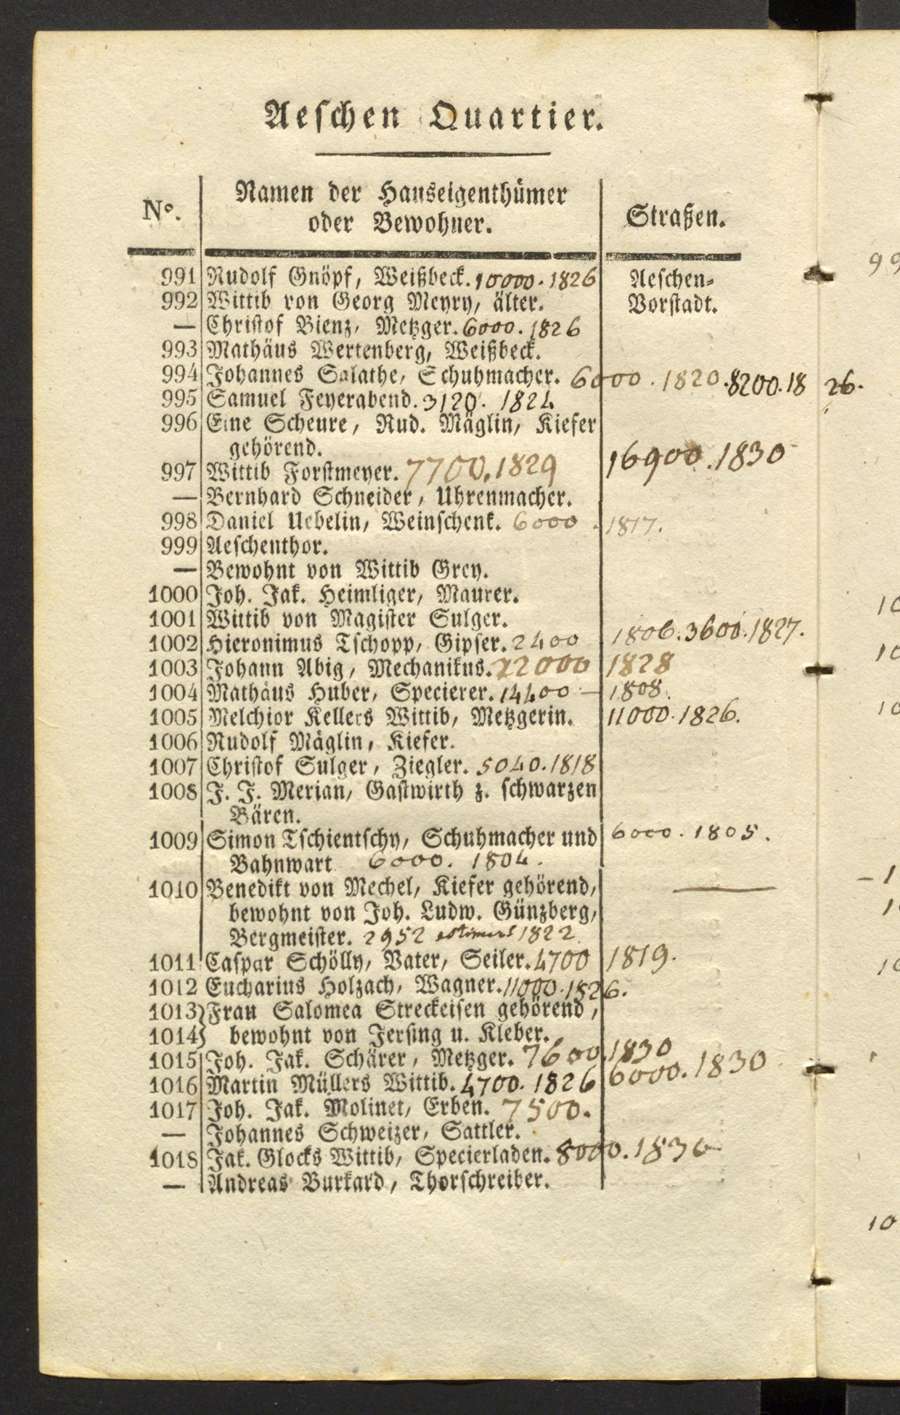 Aeschen Quartier.
No. Namen der Hauseigenthümer oder Bewohner. Straßen.
991 Rudolf Gnöpf, Weißbeck. 10000. 1826 Aeschen-
992 Wittib von Georg Meyry, älter. Vorstadt.
— Christof Bienz, Metzger. 6000. 1826
993 Mathäus Wertenberg, Weißbeck.
994 Johannes Salathe, Schuhmacher. 6000. 1820. 8200. 1826.
995 Samuel Feyerabend. 3120. 1824
996 Eine Scheure, Rud. Mäglin, Kiefer
gehörend. 16900. 1830
997 Wittib Forstmeyer. 7700. 1829
— Bernhard Schneider, Uhrenmacher.
998 Daniel Uebelin, Weinschenk. 6000. 1817.
999 Aeschenthor.
— Bewohnt von Wittib Grey.
1000 Joh. Jak. Heimliger, Maurer.
1001 Wittib von Magister Sulger.
1002 Hieronimus Tschopp, Gipser. 2400 1806. 3600. 1827.
1003 Johann Abig, Mechanikus. 22000 1828
1004 Mathäus Huber, Specierer. 14400 — 1808.
1005 Melchior Kellers Wittib, Metzgerin. 11000. 1826.
1006 Rudolf Mäglin, Kiefer.
1007 Christof Sulger, Ziegler. 5040. 1818
1008 J. J. Merian, Gastwirth z. schwarzen
Bären.
1009 Simon Tschientschy, Schuhmacher und 6000. 1805.
Bahnwart 6000. 1804.
1010 Benedikt von Mechel, Kiefer gehörend, —
bewohnt von Joh. Ludw. Günzberg,
Bergmeister. 2952 1822
1011 Caspar Schölly, Vater, Seiler. 4700 1819.
1012 Eucharius Holzach, Wagner. 11000. 1826.
1013 } Frau Salomea Streckeisen gehörend,
1014 } bewohnt von Jersing u. Kleber.
1015 Joh. Jak. Schärer, Metzger. 7600 1830
1016 Martin Müllers Wittib. 4700. 1826 6000. 1830
1017 Joh. Jak. Molinet, Erben. 7500.
— Johannes Schweizer, Sattler.
1018 Jak. Glocks Wittib, Specierladen. 8000. 1830
— Andreas Burkard, Thorschreiber.